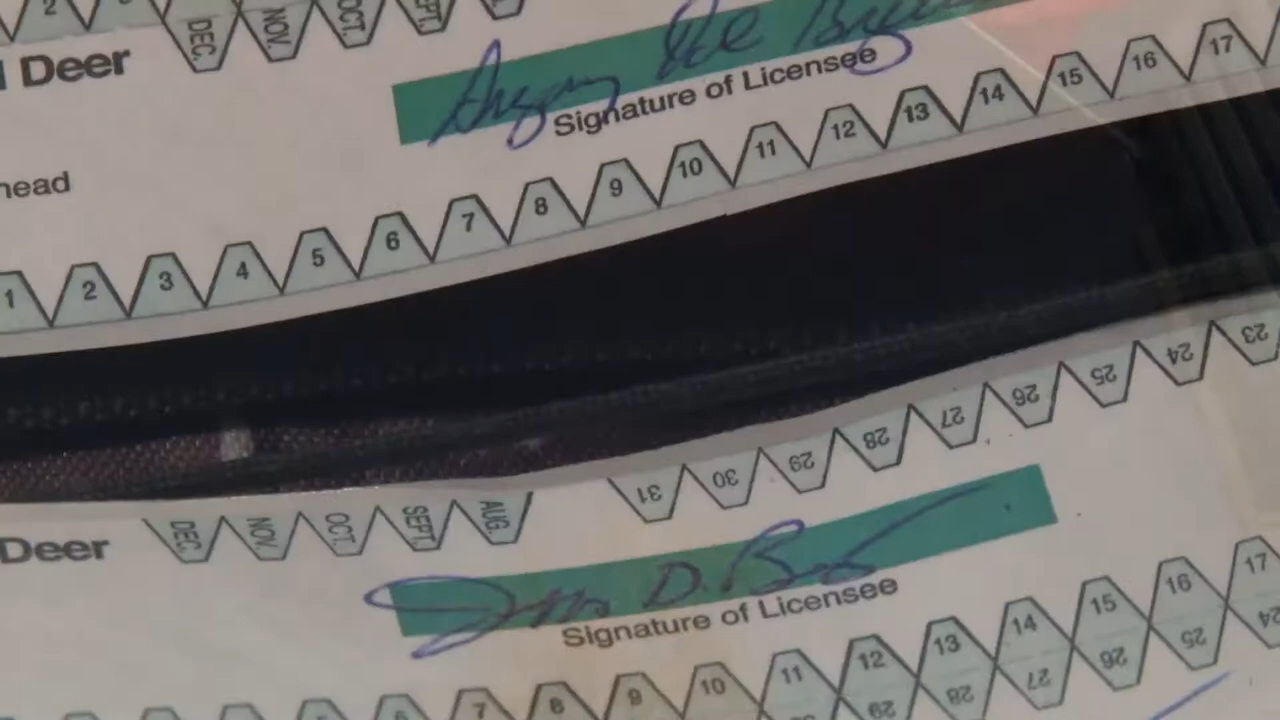 2
DEC. NOV. OCT. SEPT.
Deer
Signature of Licensee
head
1 2 3 4 5 6 7 8 9 10 11 12 13 14 15 16 17
31 30 29 28 27 26 25 24 23
DEC. NOV. OCT. SEPT. AUG.
Deer
D.
Signature of Licensee
7 8 9 10 11 12 13 14 15 16 17
29 28 27 26 25 24